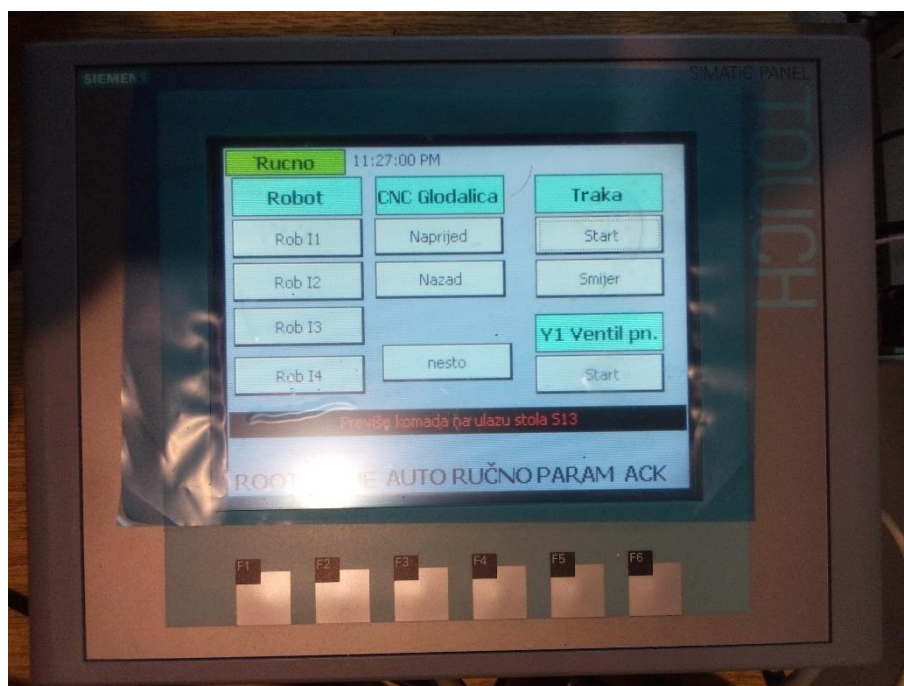 SIEMENS
SIMATIC PANEL
TOUCH
Rucno 11:27:00 PM
Robot CNC Glodalica Traka
Rob I1 Naprijed Start
Rob I2 Nazad Smijer
Rob I3 Y1 Ventil pn.
Rob I4 nesto Start
Previše komada na ulazu stola S13
AUTO RUČNO PARAM ACK
F1 F2 F3 F4 F5 F6